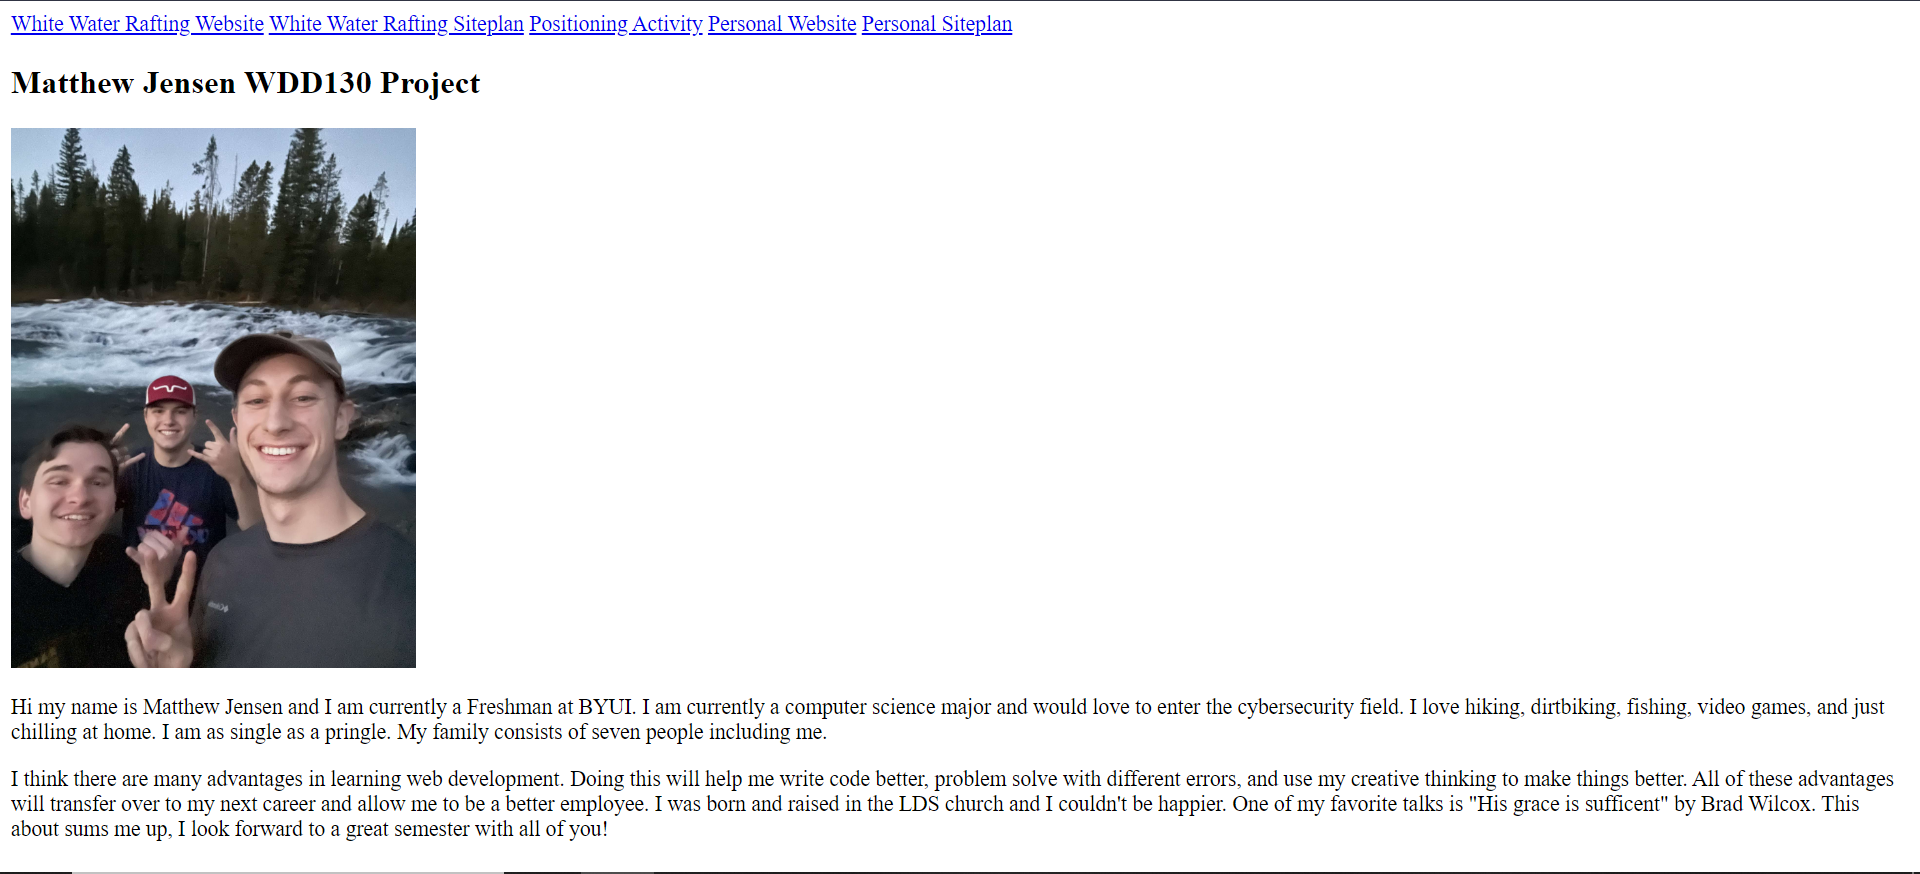 White Water Rafting Website White Water Rafting Siteplan Positioning Activity Personal Website Personal Siteplan
Matthew Jensen WDD130 Project
Hi my name is Matthew Jensen and I am currently a Freshman at BYUI. I am currently a computer science major and would love to enter the cybersecurity field. I love hiking, dirtbiking, fishing, video games, and just
chilling at home. I am as single as a pringle. My family consists of seven people including me.
I think there are many advantages in learning web development. Doing this will help me write code better, problem solve with different errors, and use my creative thinking to make things better. All of these advantages
will transfer over to my next career and allow me to be a better employee. I was born and raised in the LDS church and I couldn't be happier. One of my favorite talks is "His grace is sufficent" by Brad Wilcox. This
about sums me up, I look forward to a great semester with all of you!